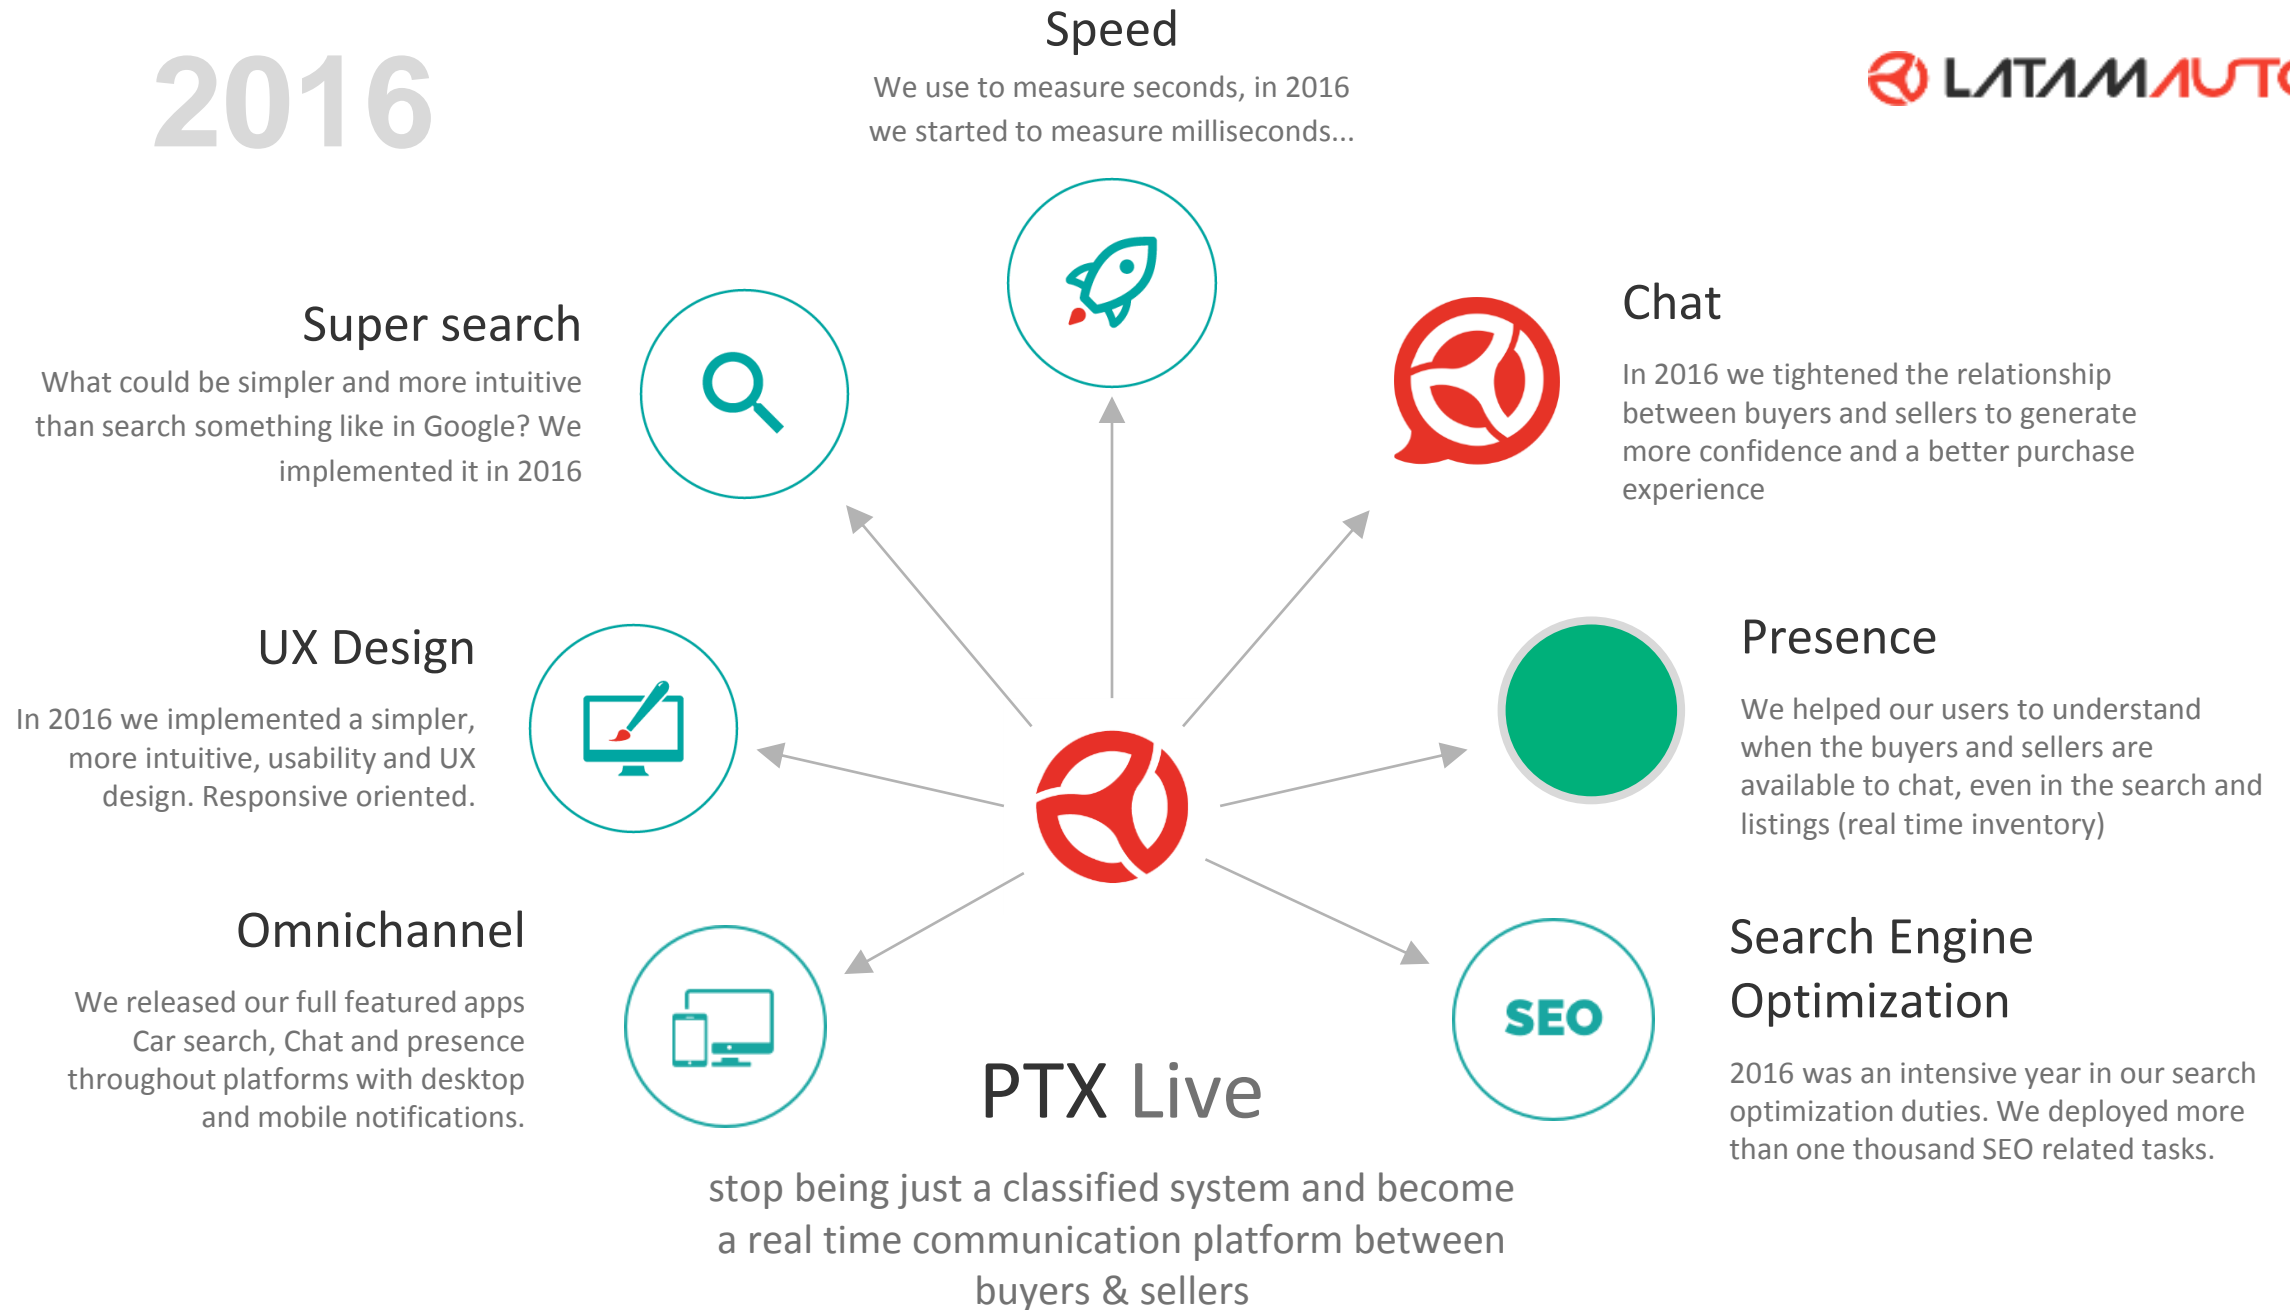 2016
Speed
We use to measure seconds, in 2016
we started to measure milliseconds...
LATAMAUTO
Super search
What could be simpler and more intuitive
than search something like in Google? We
implemented it in 2016
Chat
In 2016 we tightened the relationship
between buyers and sellers to generate
more confidence and a better purchase
experience
UX Design
In 2016 we implemented a simpler,
more intuitive, usability and UX
design. Responsive oriented.
Presence
We helped our users to understand
when the buyers and sellers are
available to chat, even in the search and
listings (real time inventory)
Omnichannel
We released our full featured apps
Car search, Chat and presence
throughout platforms with desktop
and mobile notifications.
SEO
Search Engine
Optimization
2016 was an intensive year in our search
optimization duties. We deployed more
than one thousand SEO related tasks.
PTX Live
stop being just a classified system and become
a real time communication platform between
buyers & sellers